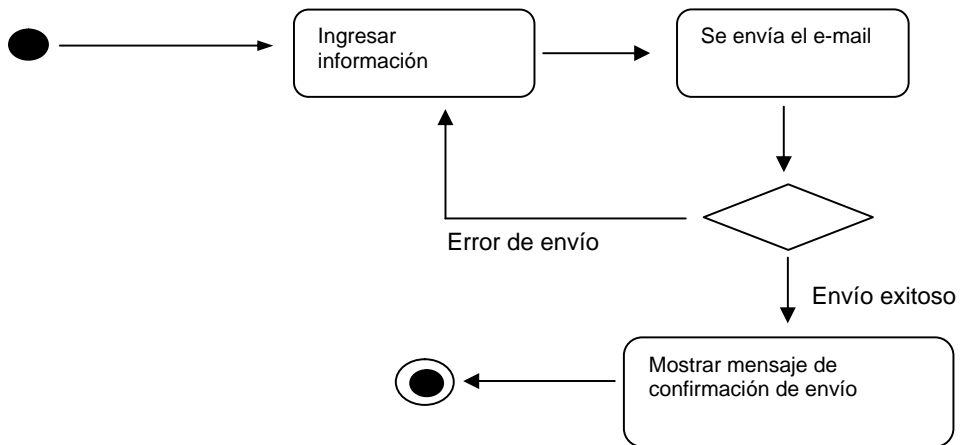 Ingresar
información
Se envía el e-mail
Error de envío
Envío exitoso
Mostrar mensaje de
confirmación de envío